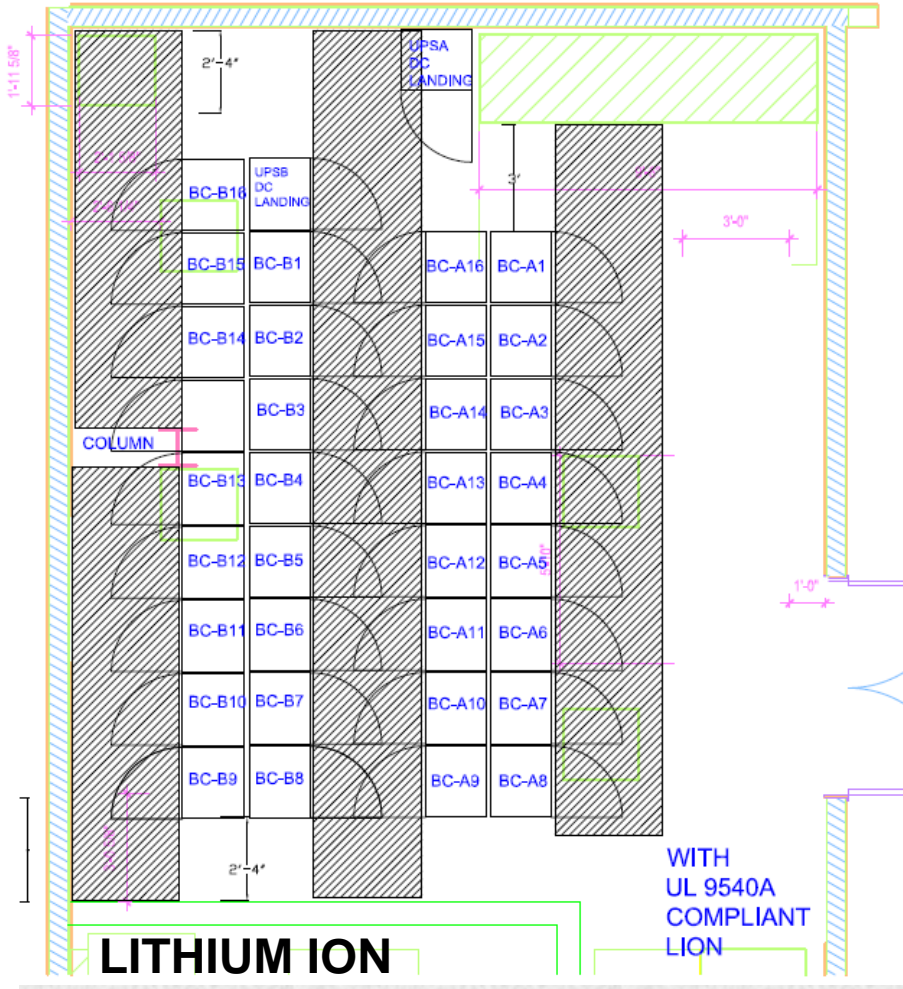 1'-11 5/8"
2'-4"
UPSA
DC
LANDING
3'
3'-0"
BC-B16
UPSB
DC
LANDING
BC-B15
BC-B1
BC-A16
BC-A1
BC-B14
BC-B2
BC-A15
BC-A2
BC-B3
BC-A14
BC-A3
COLUMN
BC-B13
BC-B4
BC-A13
BC-A4
BC-B12
BC-B5
BC-A12
BC-A5
1'-0"
BC-B11
BC-B6
BC-A11
BC-A6
BC-B10
BC-B7
BC-A10
BC-A7
BC-B9
BC-B8
BC-A9
BC-A8
2'-4"
WITH
UL 9540A
COMPLIANT
LION
LITHIUM ION